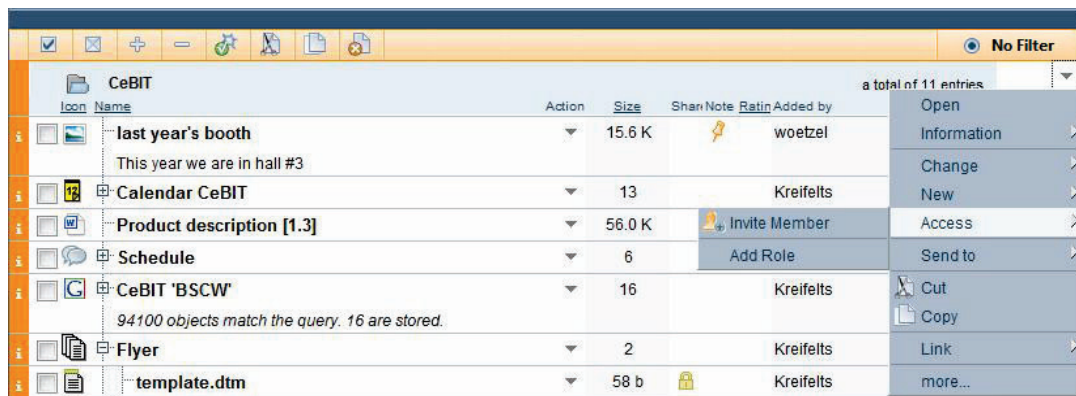 No Filter
CeBIT
a total of 11 entries
Icon Name Action Size Shar Note Ratin Added by
Open
last year's booth 15.6 K woetzel
Information
This year we are in hall #3
Change
Calendar CeBIT 13 Kreifelts
New
Product description [1.3] 56.0 K Invite Member
Access
Schedule 6 Add Role
Send to
CeBIT 'BSCW' 16 Kreifelts
Cut
94100 objects match the query. 16 are stored.
Copy
Flyer 2 Kreifelts
Link
template.dtm 58 b Kreifelts
more...